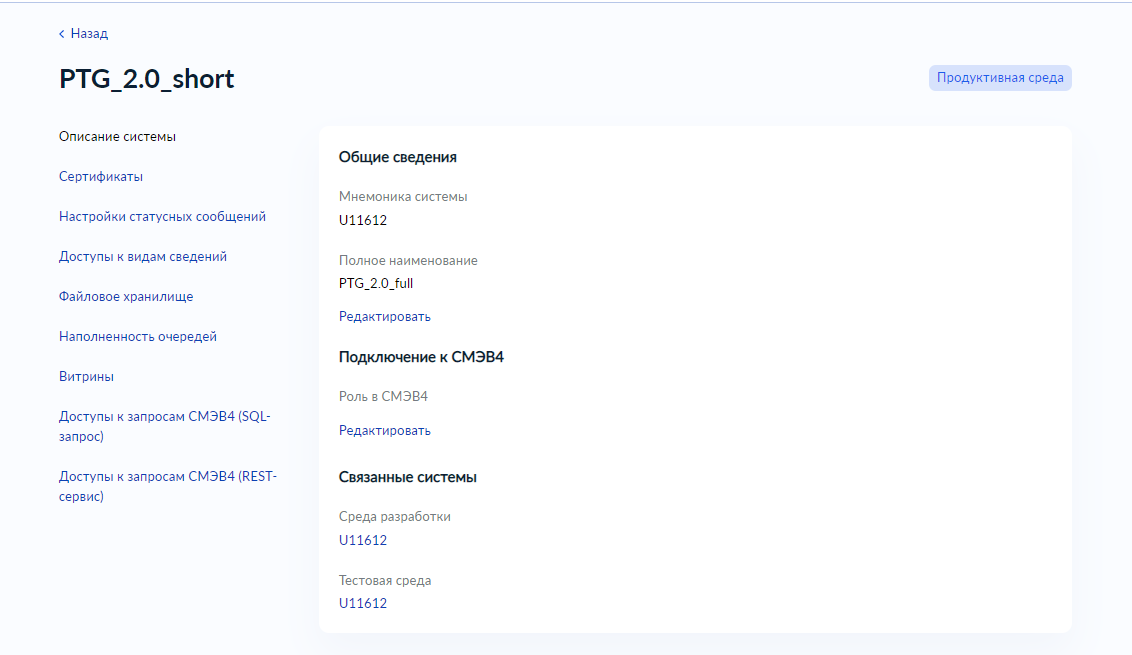 Назад
PTG_2.0_short
Продуктивная среда
Описание системы
Сертификаты
Настройки статусных сообщений
Доступы к видам сведений
Файловое хранилище
Наполненность очередей
Витрины
Доступы к запросам СМЭВ4 (SQL-
запрос)
Доступы к запросам СМЭВ4 (REST-
сервис)
Общие сведения
Мнемоника системы
U11612
Полное наименование
PTG_2.0_full
Редактировать
Подключение к СМЭВ4
Роль в СМЭВ4
Редактировать
Связанные системы
Среда разработки
U11612
Тестовая среда
U11612